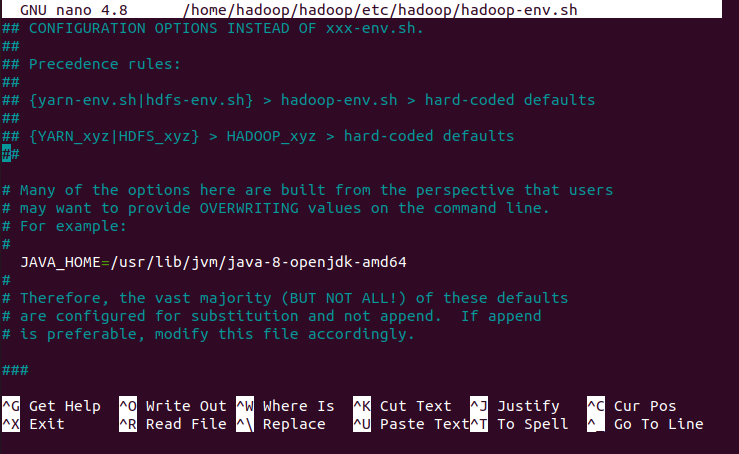 GNU nano 4.8      /home/hadoop/hadoop/etc/hadoop/hadoop-env.sh
## CONFIGURATION OPTIONS INSTEAD OF xxx-env.sh.
##
## Precedence rules:
##
## {yarn-env.sh|hdfs-env.sh} > hadoop-env.sh > hard-coded defaults
##
## {YARN_xyz|HDFS_xyz} > HADOOP_xyz > hard-coded defaults
##

# Many of the options here are built from the perspective that users
# may want to provide OVERWRITING values on the command line.
# For example:
#
  JAVA_HOME=/usr/lib/jvm/java-8-openjdk-amd64
#
# Therefore, the vast majority (BUT NOT ALL!) of these defaults
# are configured for substitution and not append.  If append
# is preferable, modify this file accordingly.

###

^G Get Help  ^O Write Out ^W Where Is  ^K Cut Text  ^J Justify   ^C Cur Pos
^X Exit      ^R Read File ^\ Replace   ^U Paste Text^T To Spell  ^_ Go To Line